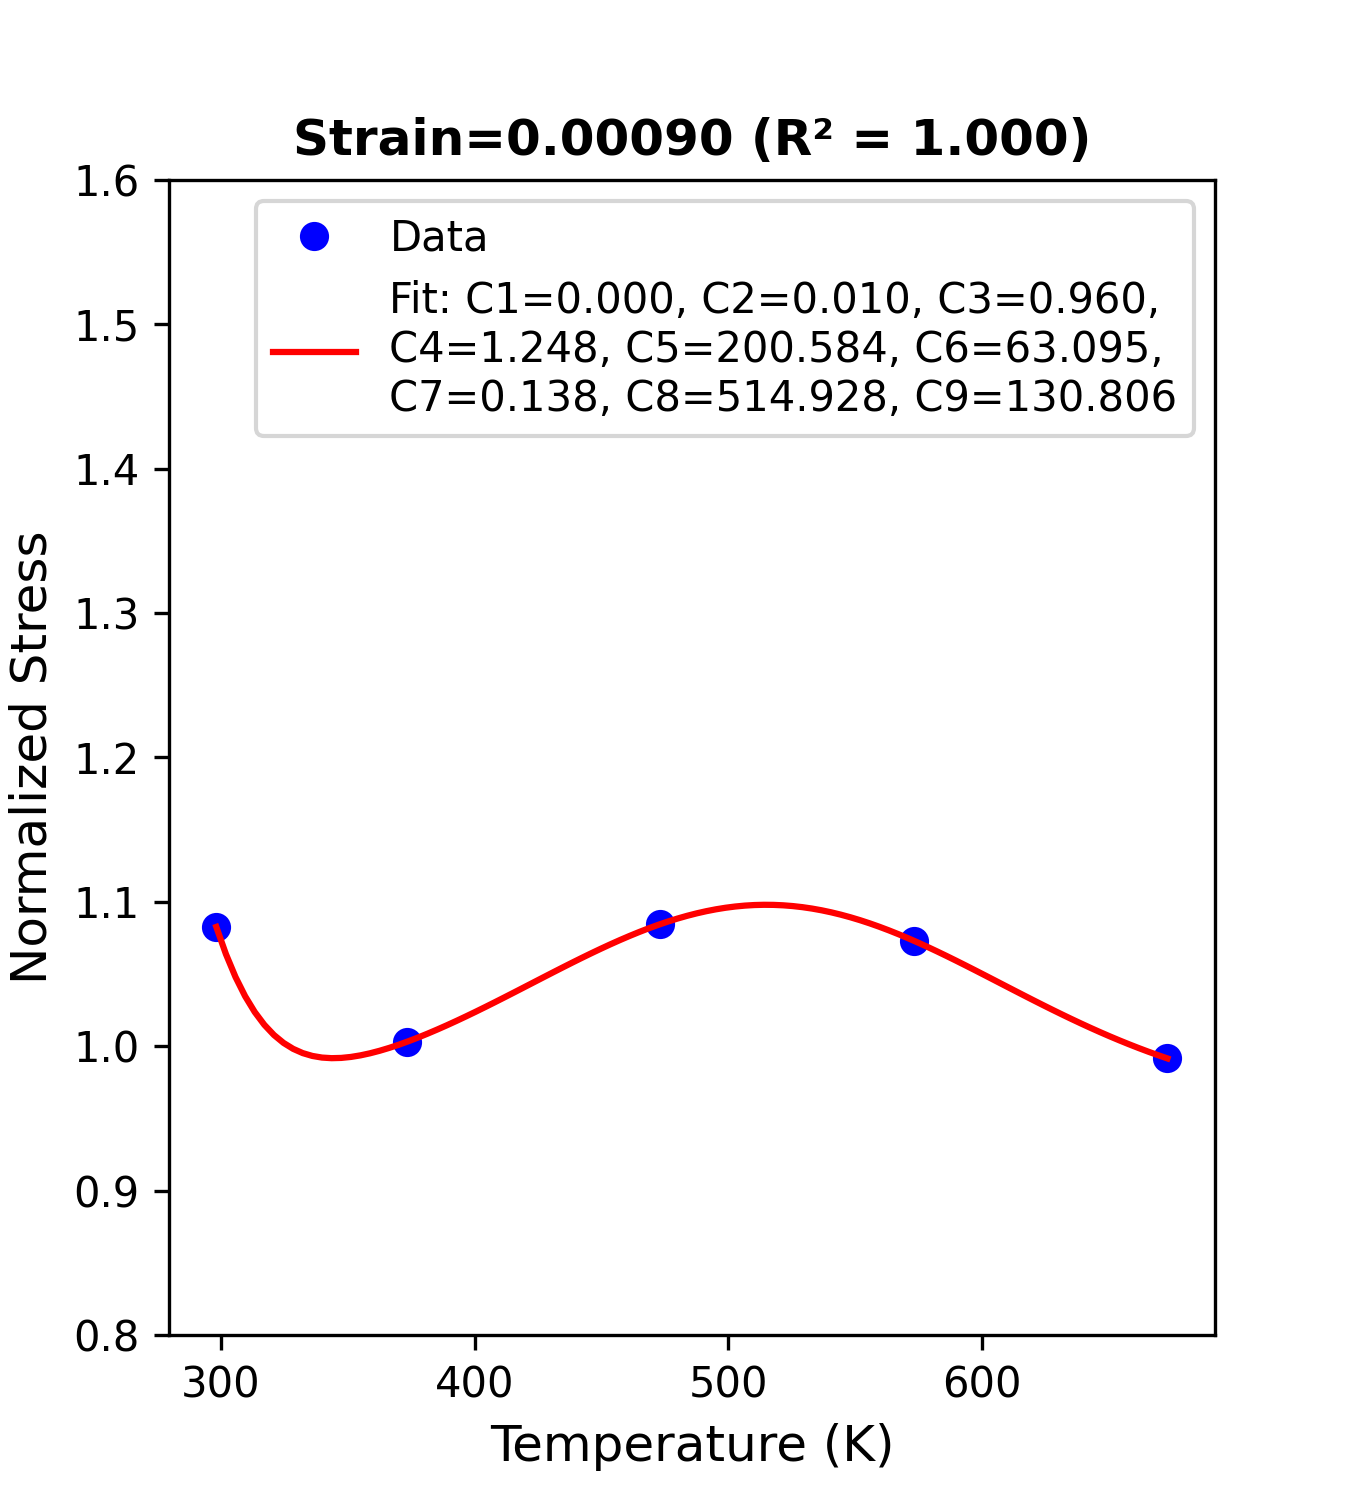 Strain=0.00090 (R² = 1.000)
1.6
1.5
1.4
1.3
1.2
1.1
1.0
0.9
0.8
Normalized Stress
Data
Fit: C1=0.000, C2=0.010, C3=0.960,
C4=1.248, C5=200.584, C6=63.095,
C7=0.138, C8=514.928, C9=130.806
300 400 500 600
Temperature (K)